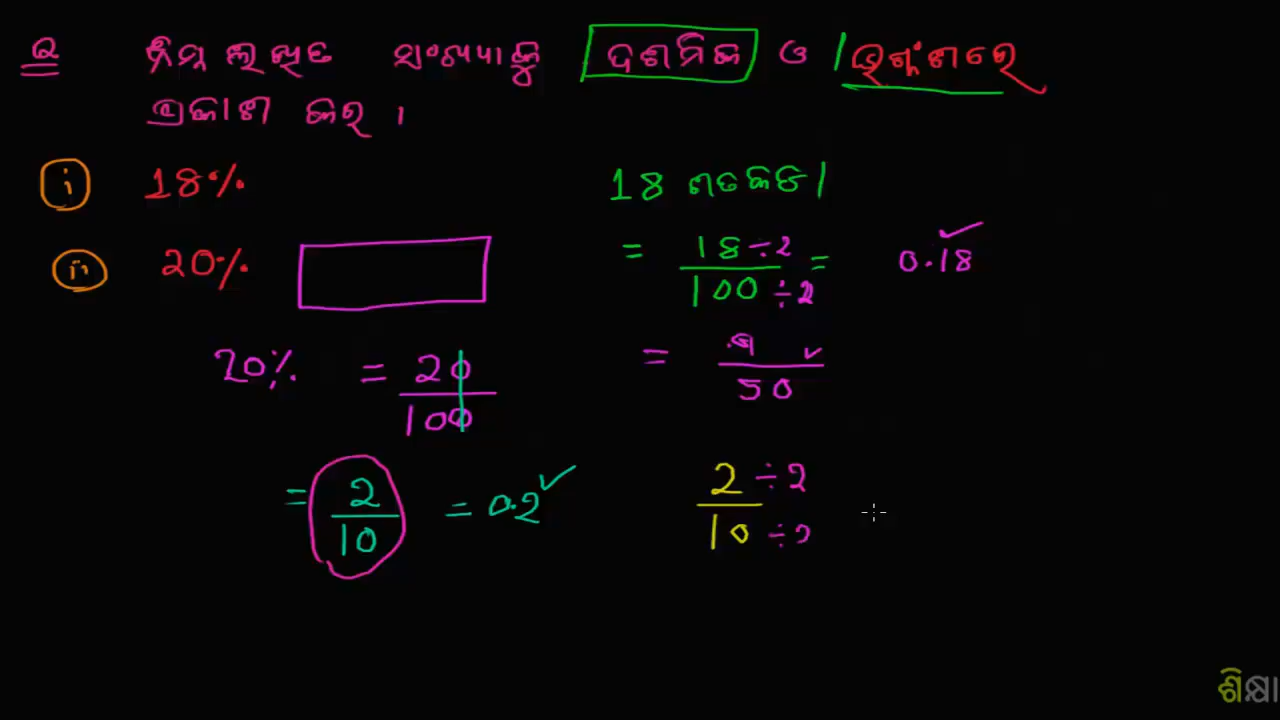 ଇ ନିମ୍ନ ଲିଖିତ ସଂଖ୍ୟାକୁ ଦଶମିକ ଓ ଭଗ୍ନାଂଶରେ
ପ୍ରକାଶ କର ।
i 18% 18 ଶତକଡି ।
= 18 ÷2 / 100 ÷2 = 0.18
ii 20%
20% = 20 / 100
= 9 / 50
= 2 / 10 = 0.2
2 ÷2 / 10 ÷2
ଶିକ୍ଷା